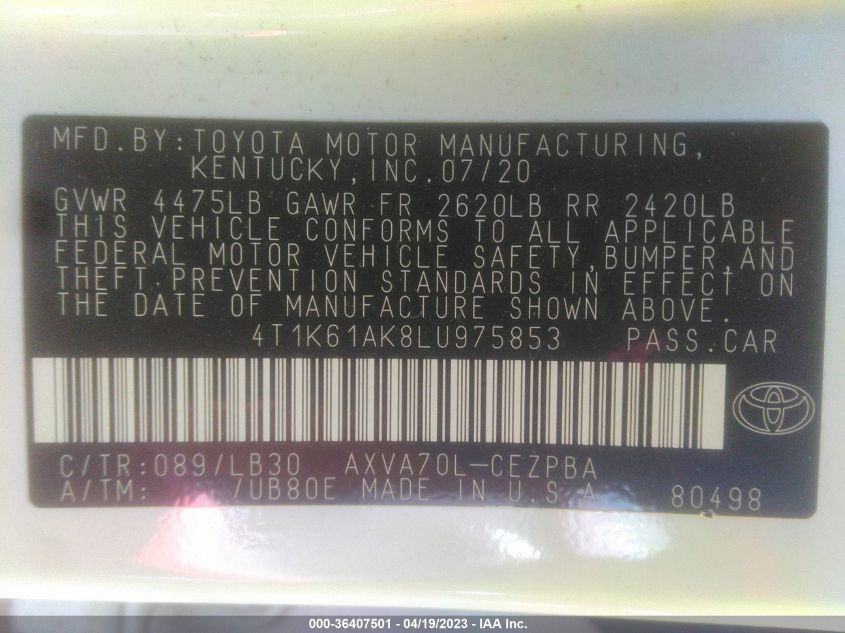 MFD.BY:TOYOTA MOTOR MANUFACTURING,
KENTUCKY,INC.07/20
GVWR 4475LB GAWR FR 2620LB RR 2420LB
THIS VEHICLE CONFORMS TO ALL APPLICABLE
FEDERAL MOTOR VEHICLE SAFETY,BUMPER,AND
THEFT PREVENTION STANDARDS IN EFFECT ON
THE DATE OF MANUFACTURE SHOWN ABOVE.
4T1K61AK8LU975853 PASS.CAR
C/TR:089/LB30 AXVA70L-CEZPBA
A/TM: /UB80E MADE IN U.S.A 80498
000-36407501 - 04/19/2023 - IAA Inc.